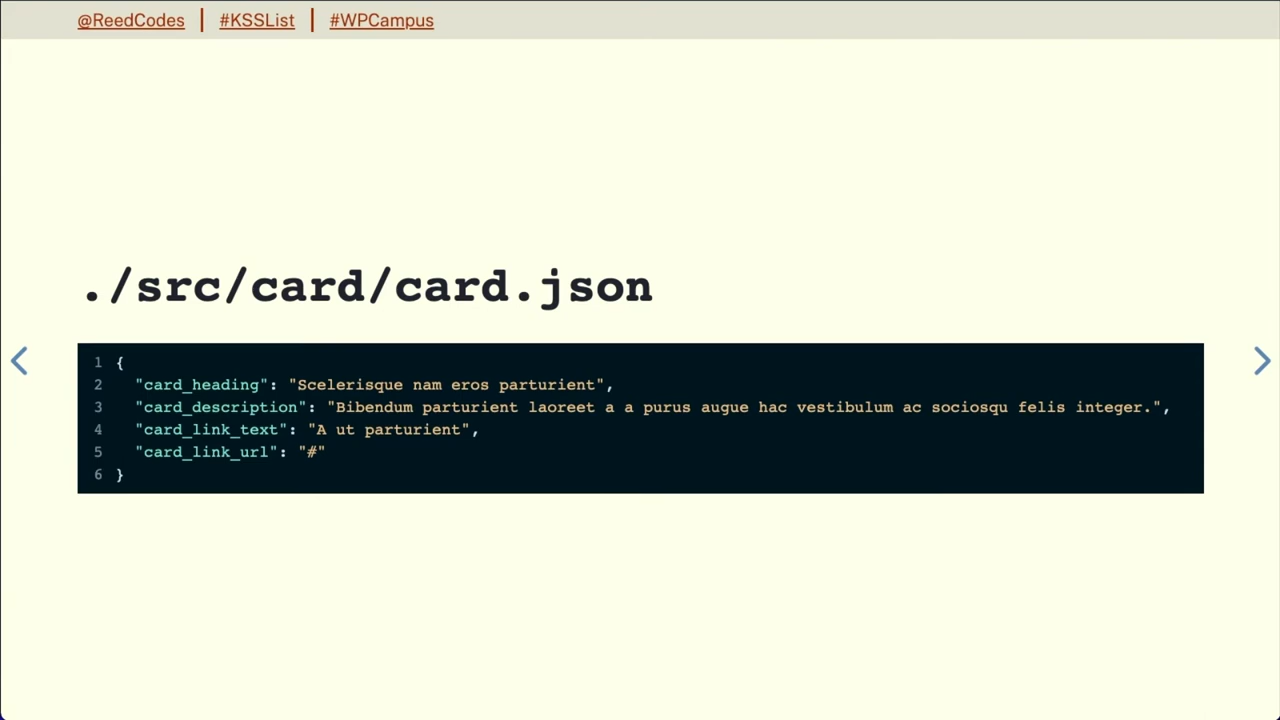 @ReedCodes | #KSSList | #WPCampus
./src/card/card.json
1 {
2   "card_heading": "Scelerisque nam eros parturient",
3   "card_description": "Bibendum parturient laoreet a a purus augue hac vestibulum ac sociosqu felis integer.",
4   "card_link_text": "A ut parturient",
5   "card_link_url": "#"
6 }